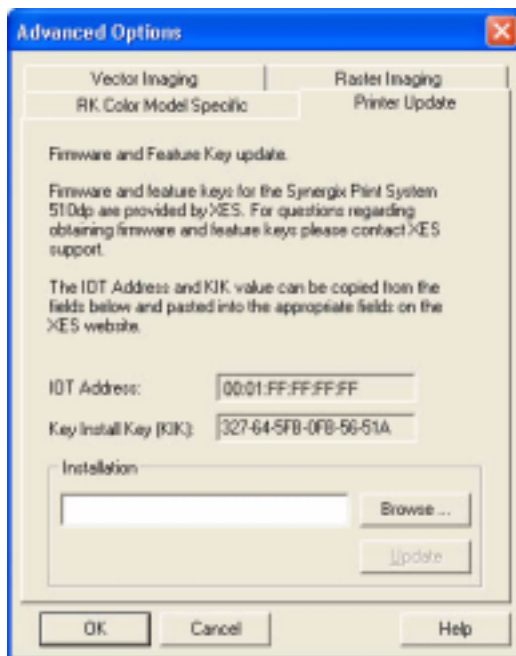 Advanced Options
Vector Imaging
Raster Imaging
RK Color Model Specific
Printer Update
Firmware and Feature Key update.
Firmware and feature keys for the Synergix Print System
510dp are provided by XES. For questions regarding
obtaining firmware and feature keys please contact XES
support.
The IOT Address and KIK value can be copied from the
fields below and pasted into the appropriate fields on the
XES website.
IOT Address: 00:01:FF:FF:FF:FF
Key Install Key (KIK): 327-64-5FB-0FB-56-51A
Installation
Browse ...
Update
OK
Cancel
Help